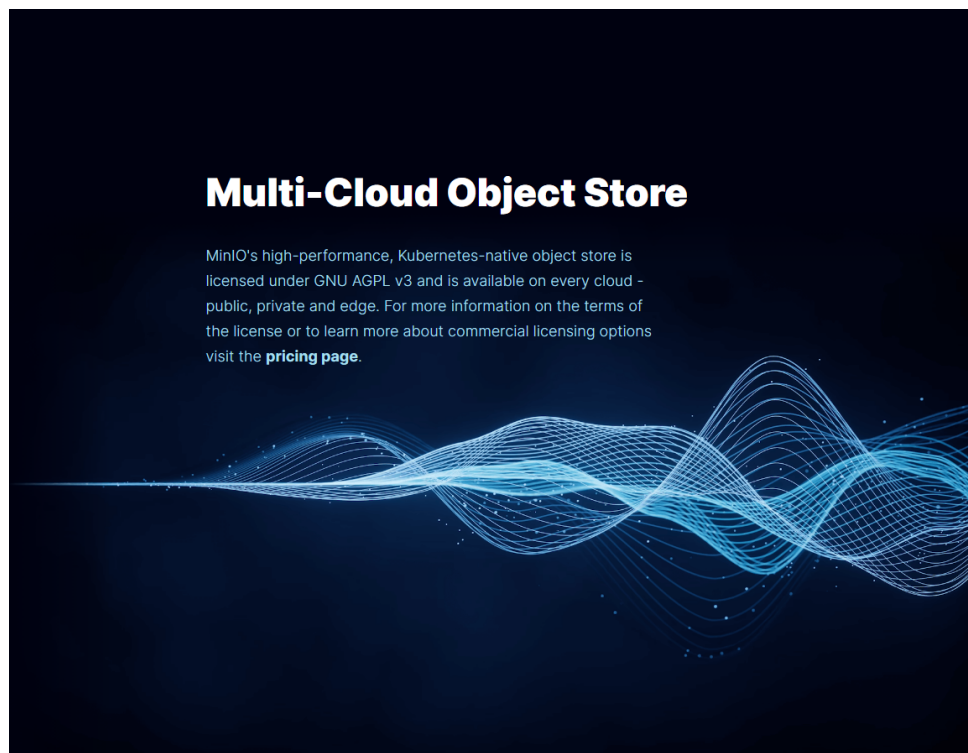 Multi-Cloud Object Store
MinIO's high-performance, Kubernetes-native object store is
licensed under GNU AGPL v3 and is available on every cloud -
public, private and edge. For more information on the terms of
the license or to learn more about commercial licensing options
visit the pricing page.